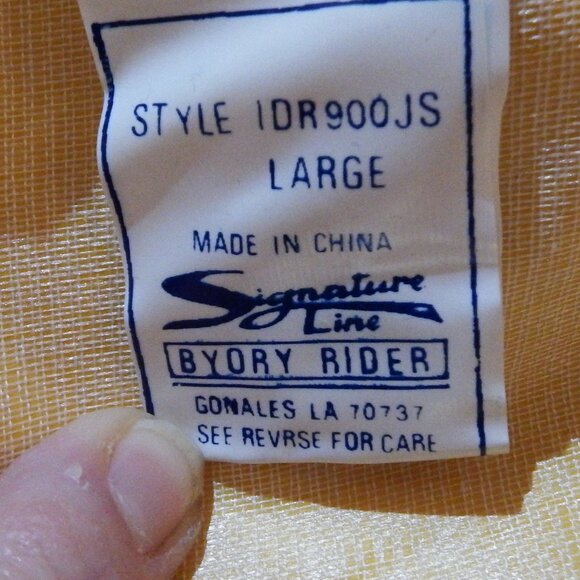 STYLE IDR900JS
LARGE
MADE IN CHINA
Signature
Line
BYORY RIDER
GONALES LA 70737
SEE REVRSE FOR CARE